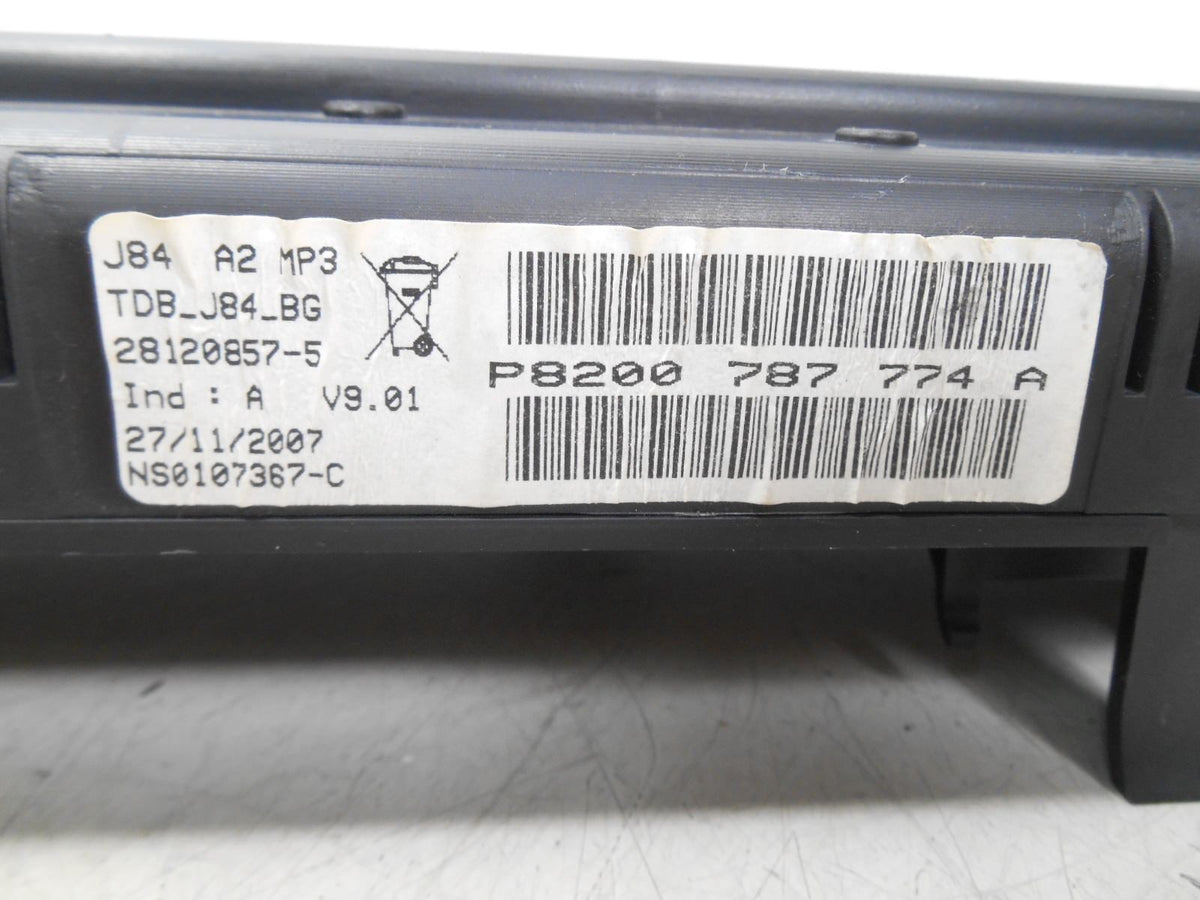 J84 A2 MP3
TDB_J84_BG
28120857-5
Ind : A V9.01
27/11/2007
NS0107367-C
P8200 787 774 A